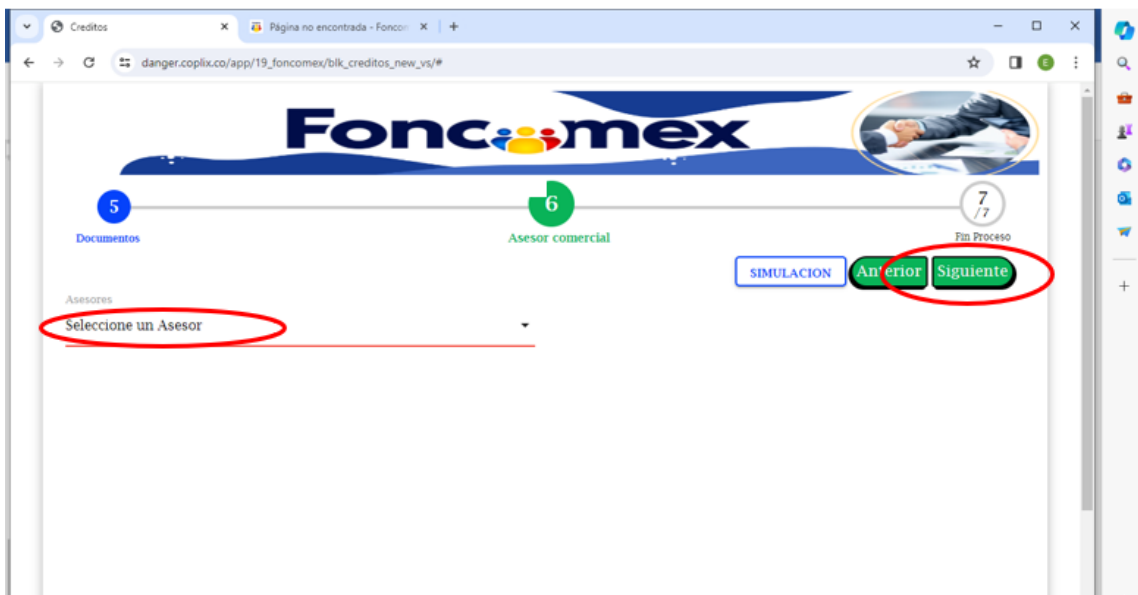 Creditos
Página no encontrada - Foncon
danger.coplix.co/app/19_foncomex/blk_creditos_new_vs/#
E
Foncomex
5
6
7
/7
Documentos
Asesor comercial
Fin Proceso
SIMULACION
Anterior
Siguiente
Asesores
Seleccione un Asesor